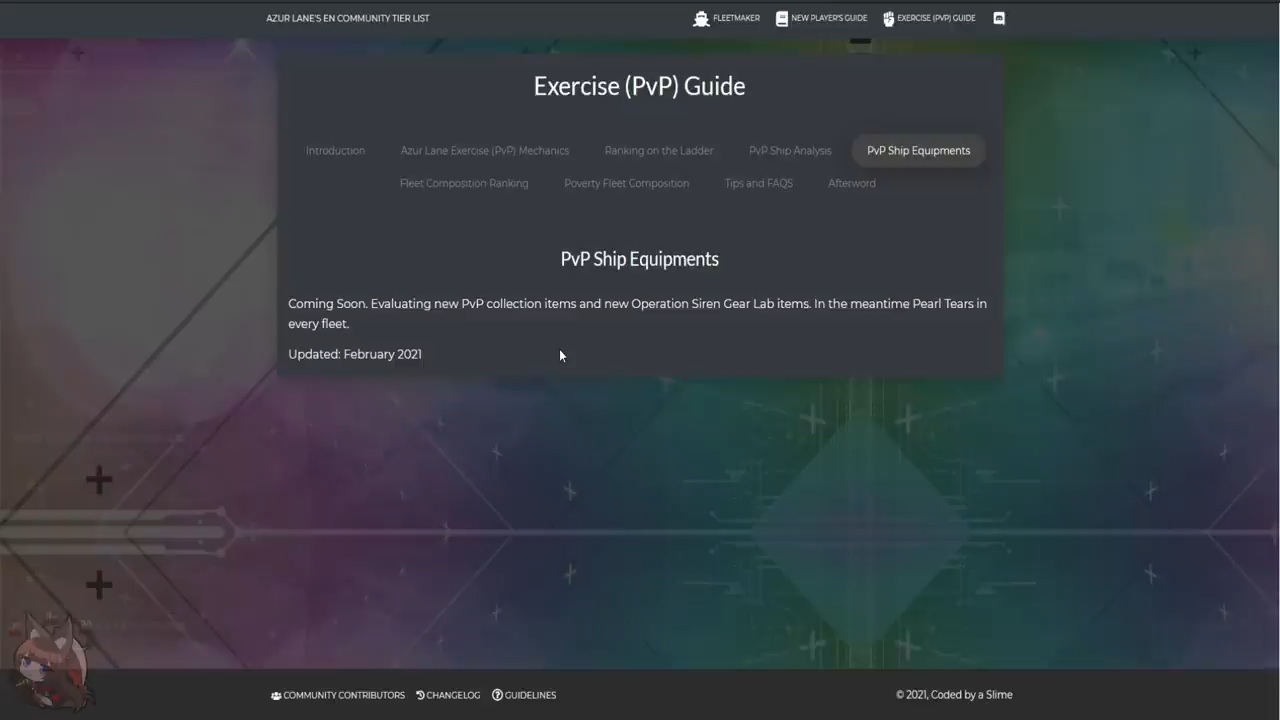 AZUR LANE'S EN COMMUNITY TIER LIST
FLEETMAKER
NEW PLAYER'S GUIDE
EXERCISE (PVP) GUIDE
Exercise (PvP) Guide
Introduction
Azur Lane Exercise (PvP) Mechanics
Ranking on the Ladder
PvP Ship Analysis
PvP Ship Equipments
Fleet Composition Ranking
Poverty Fleet Composition
Tips and FAQS
Afterword
PvP Ship Equipments
Coming Soon. Evaluating new PvP collection items and new Operation Siren Gear Lab items. In the meantime Pearl Tears in
every fleet.
Updated: February 2021
COMMUNITY CONTRIBUTORS
CHANGELOG
GUIDELINES
© 2021, Coded by a Slime